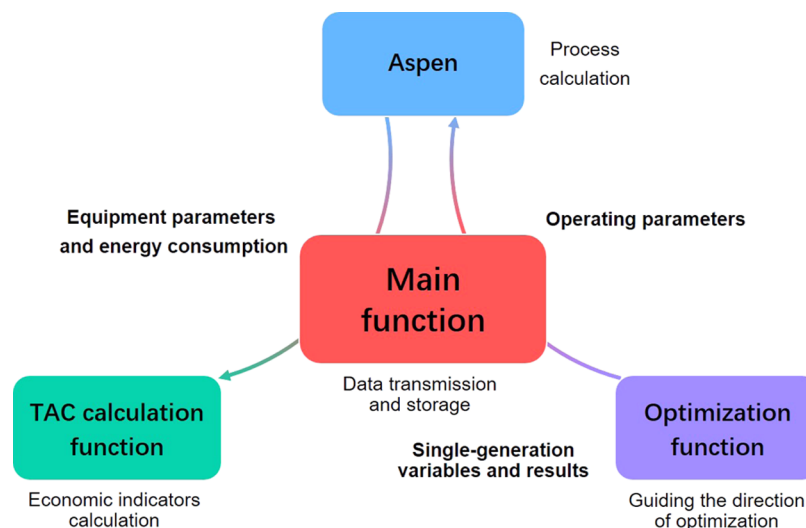 Aspen
Process
calculation
Equipment parameters
and energy consumption
Operating parameters
Main
function
Data transmission
and storage
TAC calculation
function
Economic indicators
calculation
Single-generation
variables and results
Optimization
function
Guiding the direction
of optimization